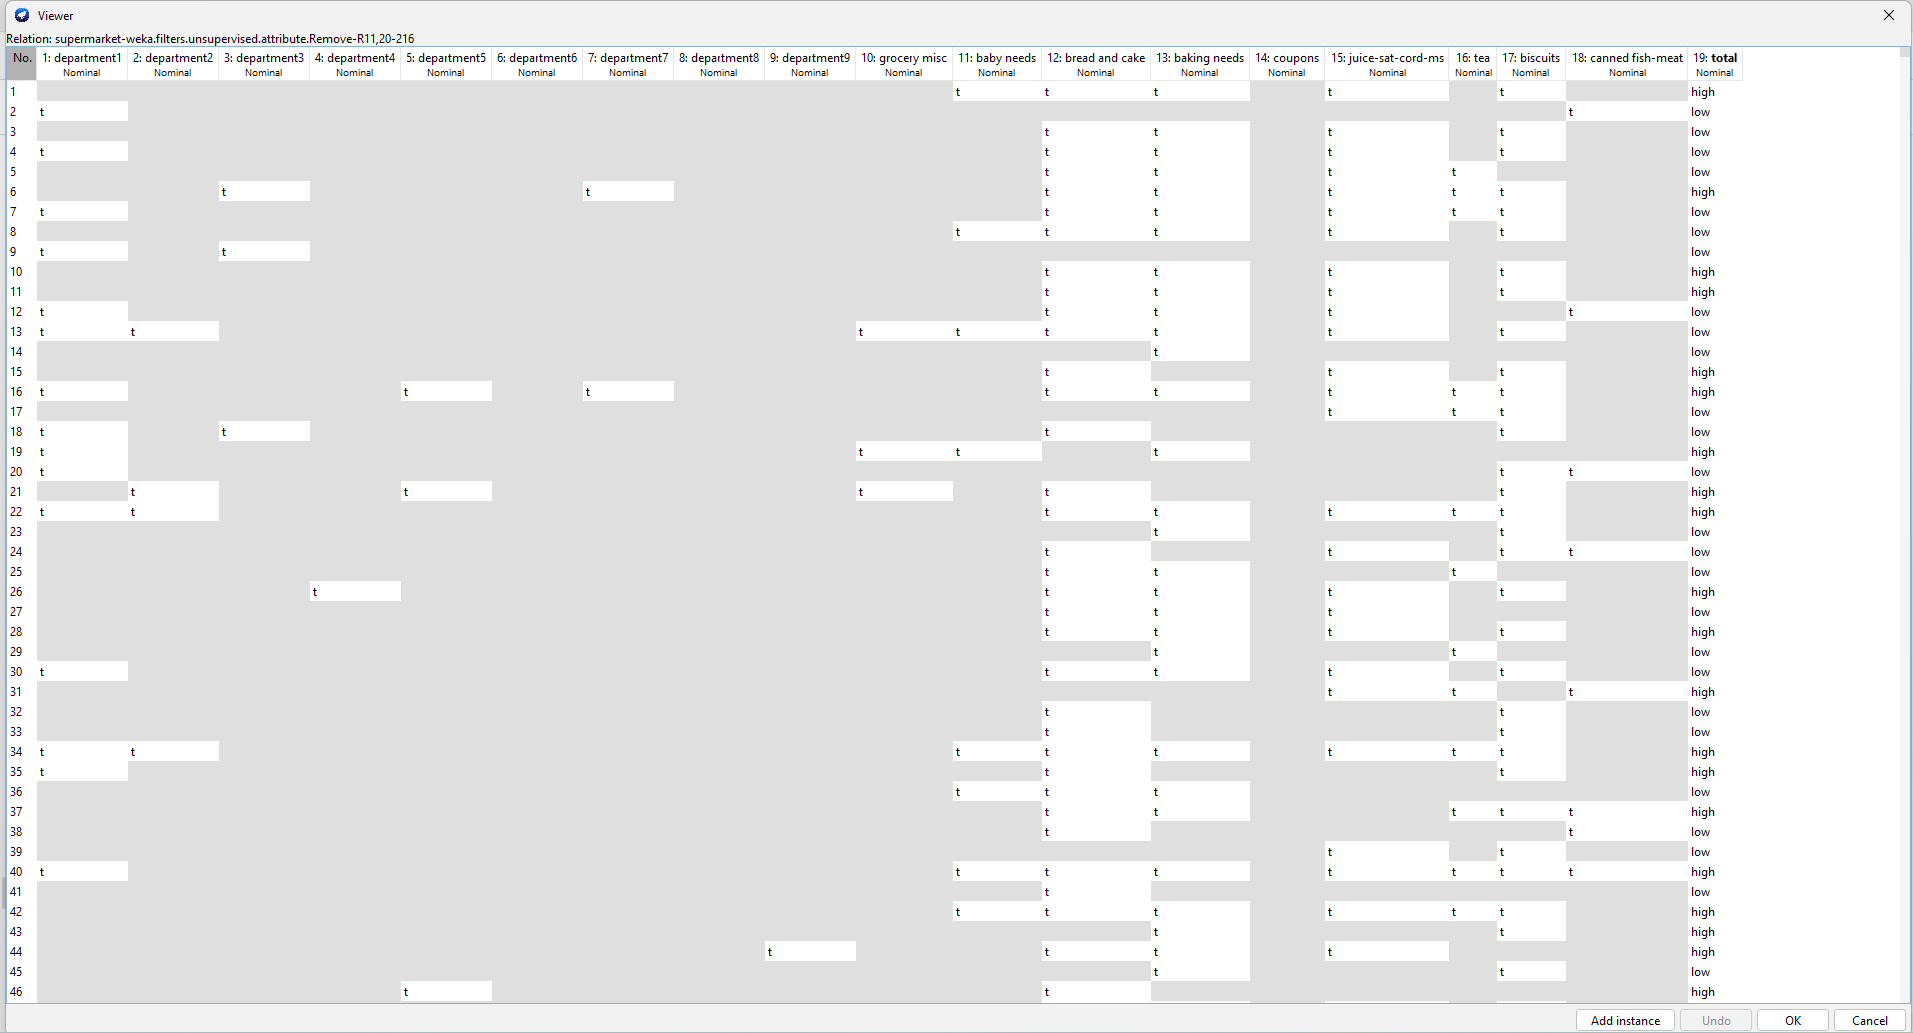 Viewer
Relation: supermarket-weka.filters.unsupervised.attribute.Remove-R11,20-216
No. 1: department1 2: department2 3: department3 4: department4 5: department5 6: department6 7: department7 8: department8 9: department9 10: grocery misc 11: baby needs 12: bread and cake 13: baking needs 14: coupons 15: juice-sat-cord-ms 16: tea 17: biscuits 18: canned fish-meat 19: total
Nominal Nominal Nominal Nominal Nominal Nominal Nominal Nominal Nominal Nominal Nominal Nominal Nominal Nominal Nominal Nominal Nominal Nominal Nominal
1 t t t t t high
2 t t low
3 t t t t low
4 t t t t t low
5 t t t t low
6 t t t t t t t high
7 t t t t t t low
8 t t t t t low
9 t t low
10 t t t t high
11 t t t t high
12 t t t t t low
13 t t t t t t t t low
14 t low
15 t t t high
16 t t t t t t t t high
17 t t t low
18 t t t t low
19 t t t t high
20 t t t low
21 t t t t t high
22 t t t t t t t high
23 t t low
24 t t t t low
25 t t t low
26 t t t t t high
27 t t t low
28 t t t t high
29 t t low
30 t t t t t low
31 t t t high
32 t t low
33 t t low
34 t t t t t t t t high
35 t t t high
36 t t t low
37 t t t t t high
38 t t low
39 t t low
40 t t t t t t t t high
41 t low
42 t t t t t t high
43 t t high
44 t t t t high
45 t t low
46 t t high
Add instance Undo OK Cancel